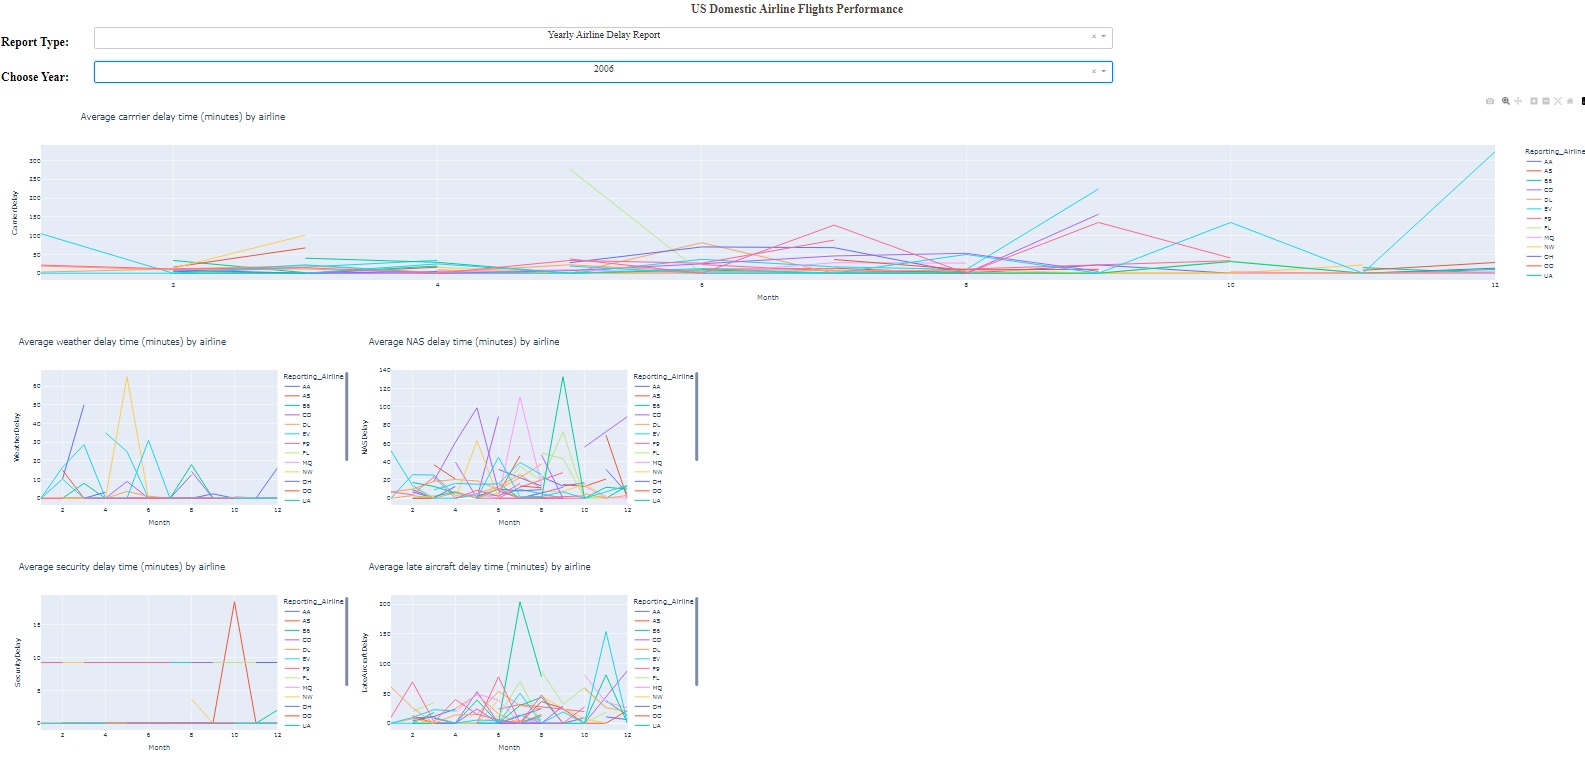 US Domestic Airline Flights Performance
Report Type:
Yearly Airline Delay Report
Choose Year:
2006
Average carrrier delay time (minutes) by airline
CarrierDelay
300
250
200
150
100
50
0
2
4
6
8
10
12
Month
Reporting_Airline
AA
AS
B6
CO
DL
EV
F9
FL
MQ
NW
OH
OO
UA
Average weather delay time (minutes) by airline
WeatherDelay
60
50
40
30
20
10
0
2
4
6
8
10
12
Month
Reporting_Airline
AA
AS
B6
CO
DL
EV
F9
FL
MQ
NW
OH
OO
UA
Average NAS delay time (minutes) by airline
NASDelay
140
120
100
80
60
40
20
0
2
4
6
8
10
12
Month
Reporting_Airline
AA
AS
B6
CO
DL
EV
F9
FL
MQ
NW
OH
OO
UA
Average security delay time (minutes) by airline
SecurityDelay
15
10
5
0
2
4
6
8
10
12
Month
Reporting_Airline
AA
AS
B6
CO
DL
EV
F9
FL
MQ
NW
OH
OO
UA
Average late aircraft delay time (minutes) by airline
LateAircraftDelay
200
150
100
50
0
2
4
6
8
10
12
Month
Reporting_Airline
AA
AS
B6
CO
DL
EV
F9
FL
MQ
NW
OH
OO
UA